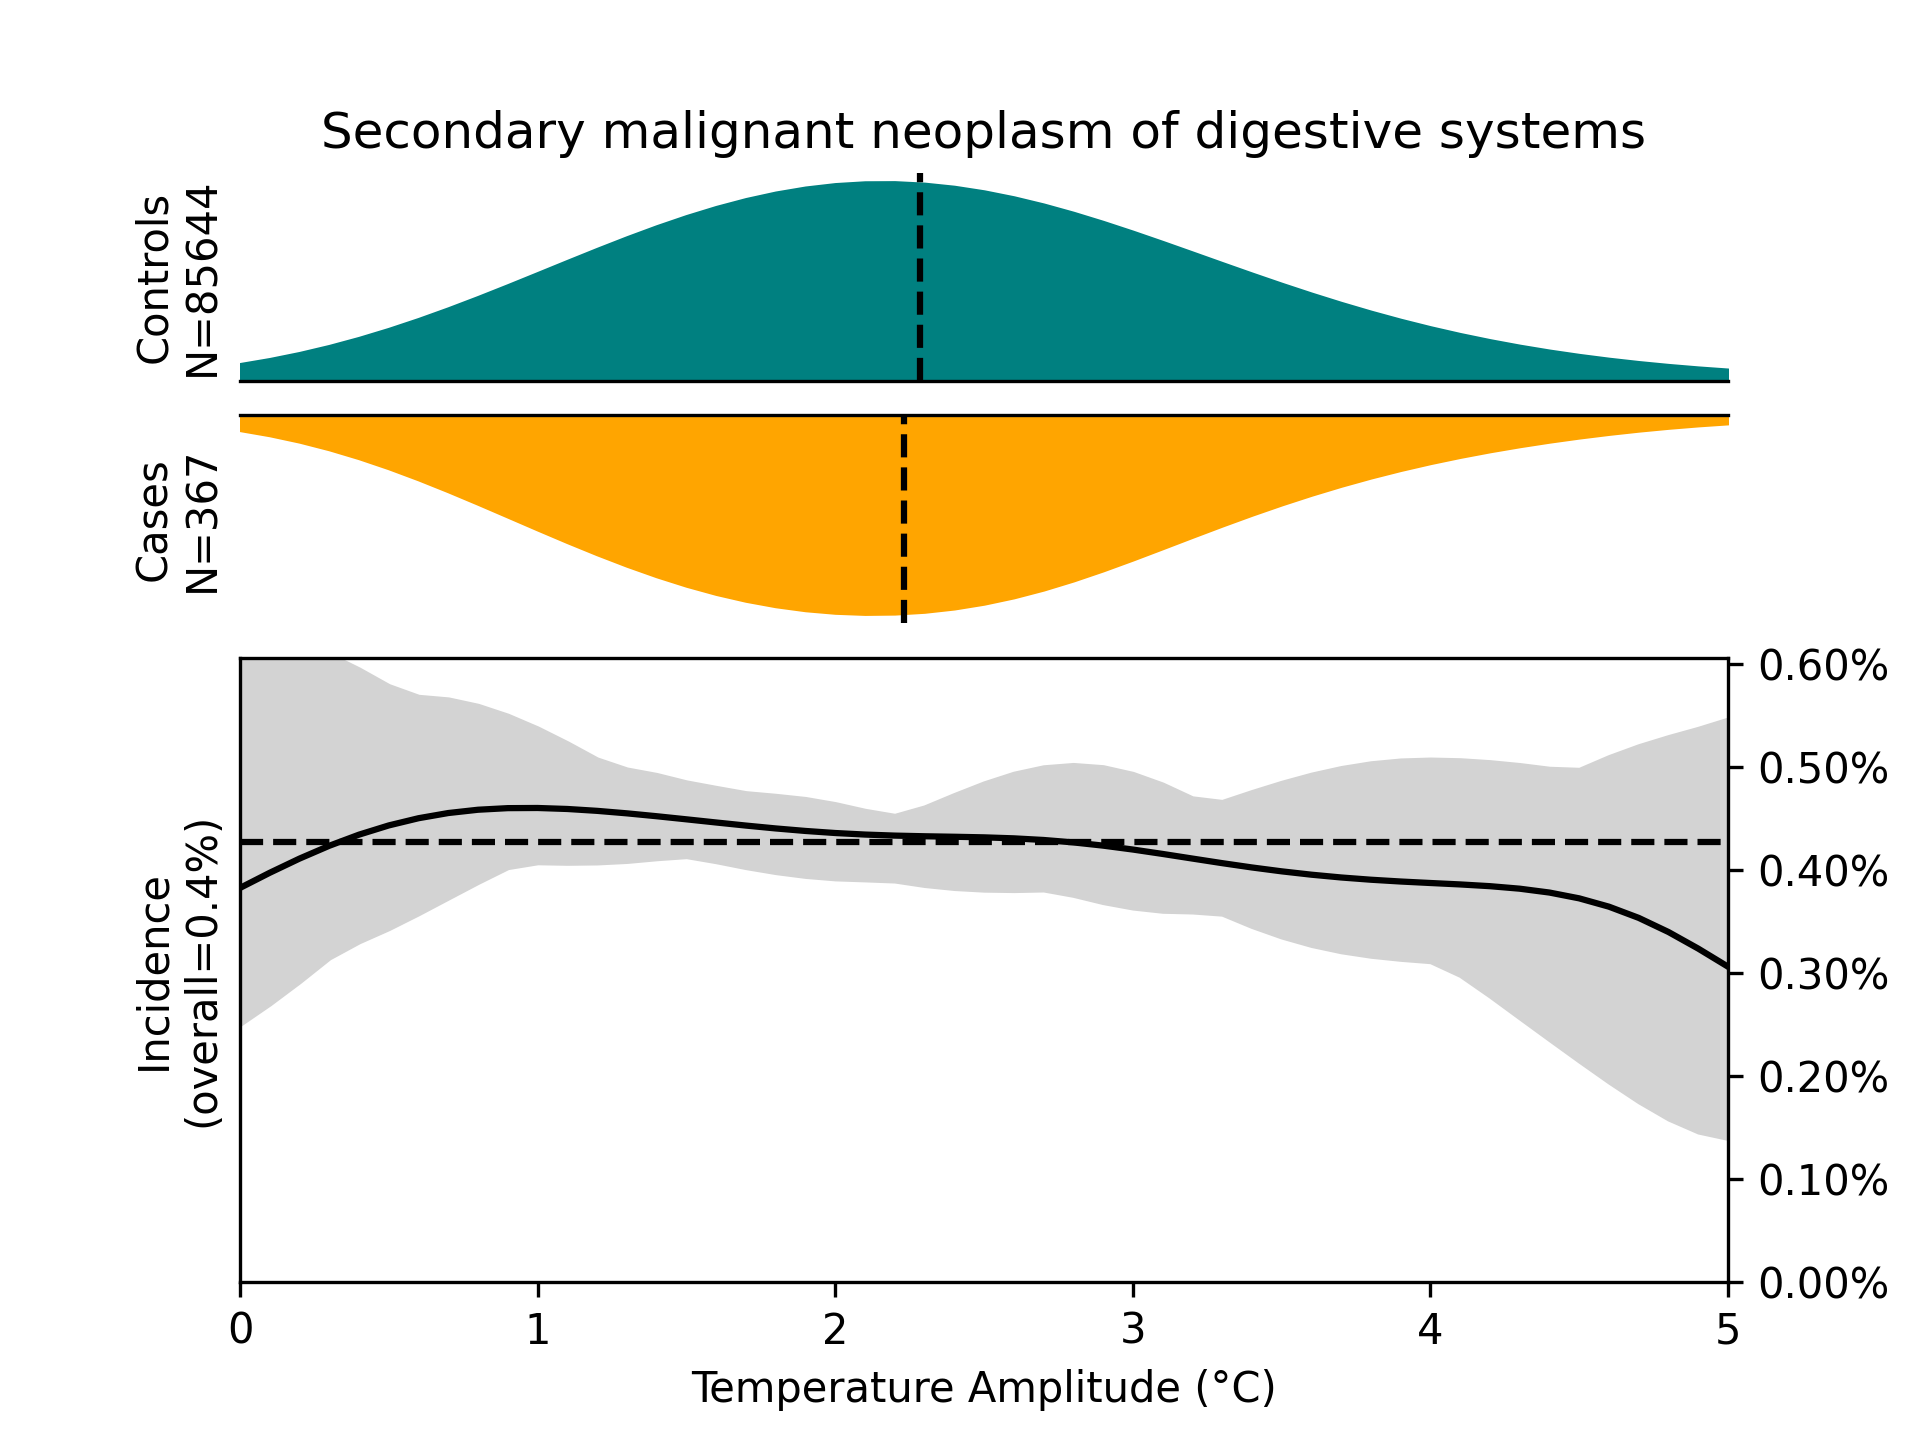 Secondary malignant neoplasm of digestive systems
Controls
N=85644
Cases
N=367
Incidence
(overall=0.4%)
0.60%
0.50%
0.40%
0.30%
0.20%
0.10%
0.00%
0 1 2 3 4 5
Temperature Amplitude (°C)